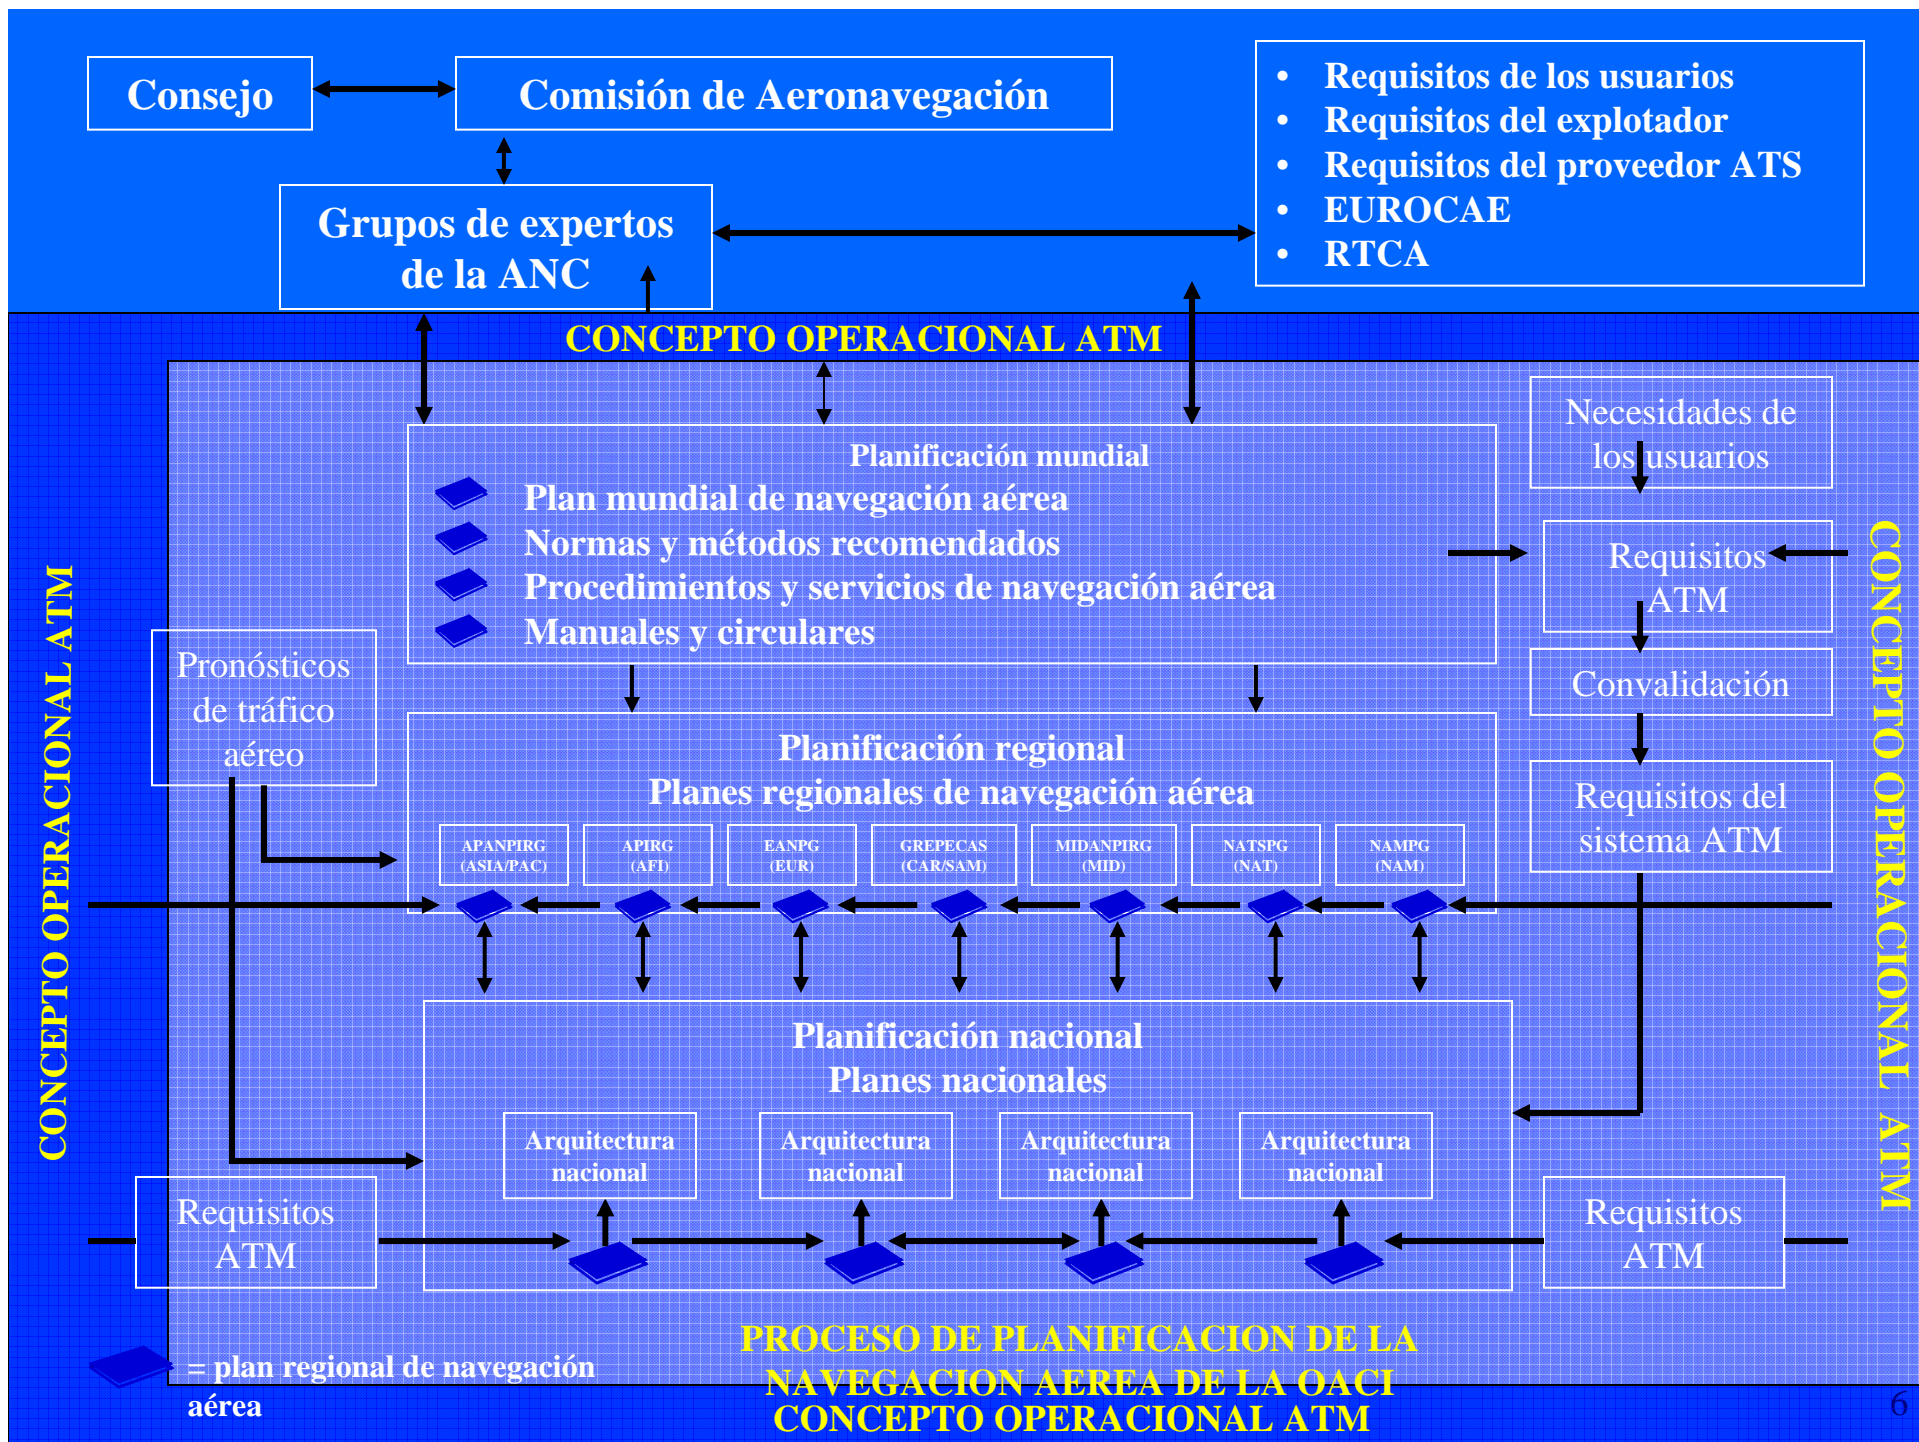 Consejo
Comisión de Aeronavegación
• Requisitos de los usuarios
• Requisitos del explotador
• Requisitos del proveedor ATS
• EUROCAE
• RTCA
Grupos de expertos
de la ANC
CONCEPTO OPERACIONAL ATM
Planificación mundial
Plan mundial de navegación aérea
Normas y métodos recomendados
Procedimientos y servicios de navegación aérea
Manuales y circulares
Necesidades de
los usuarios
Requisitos
ATM
Convalidación
Requisitos del
sistema ATM
CONCEPTO OPERACIONAL ATM
CONCEPTO OPERACIONAL ATM
Pronósticos
de tráfico
aéreo
Planificación regional
Planes regionales de navegación aérea
APANPIRG
(ASIA/PAC)
APIRG
(AFI)
EANPG
(EUR)
GREPECAS
(CAR/SAM)
MIDANPIRG
(MID)
NATSPG
(NAT)
NAMPG
(NAM)
Planificación nacional
Planes nacionales
Arquitectura
nacional
Arquitectura
nacional
Arquitectura
nacional
Arquitectura
nacional
Requisitos
ATM
Requisitos
ATM
= plan regional de navegación
aérea
PROCESO DE PLANIFICACION DE LA
NAVEGACION AEREA DE LA OACI
CONCEPTO OPERACIONAL ATM
6